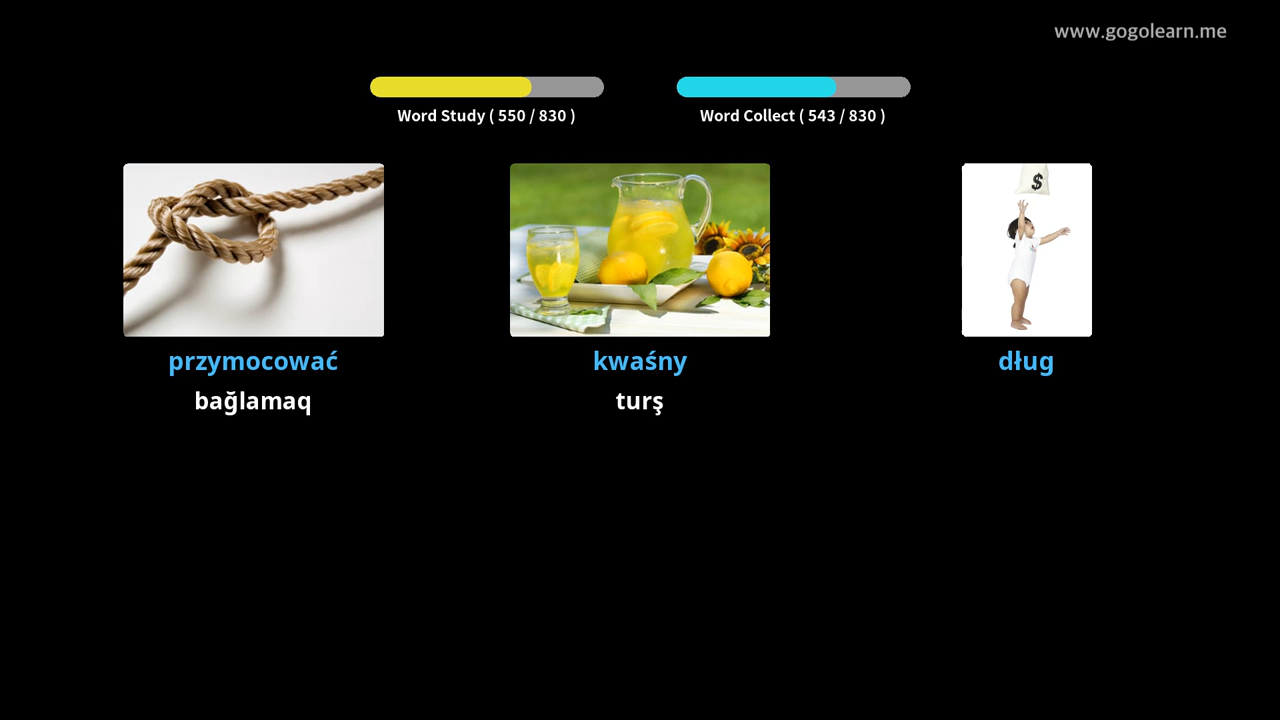 www.gogolearn.me
Word Study ( 550 / 830 )
Word Collect ( 543 / 830 )
$
przymocować
kwaśny
dług
bağlamaq
turş